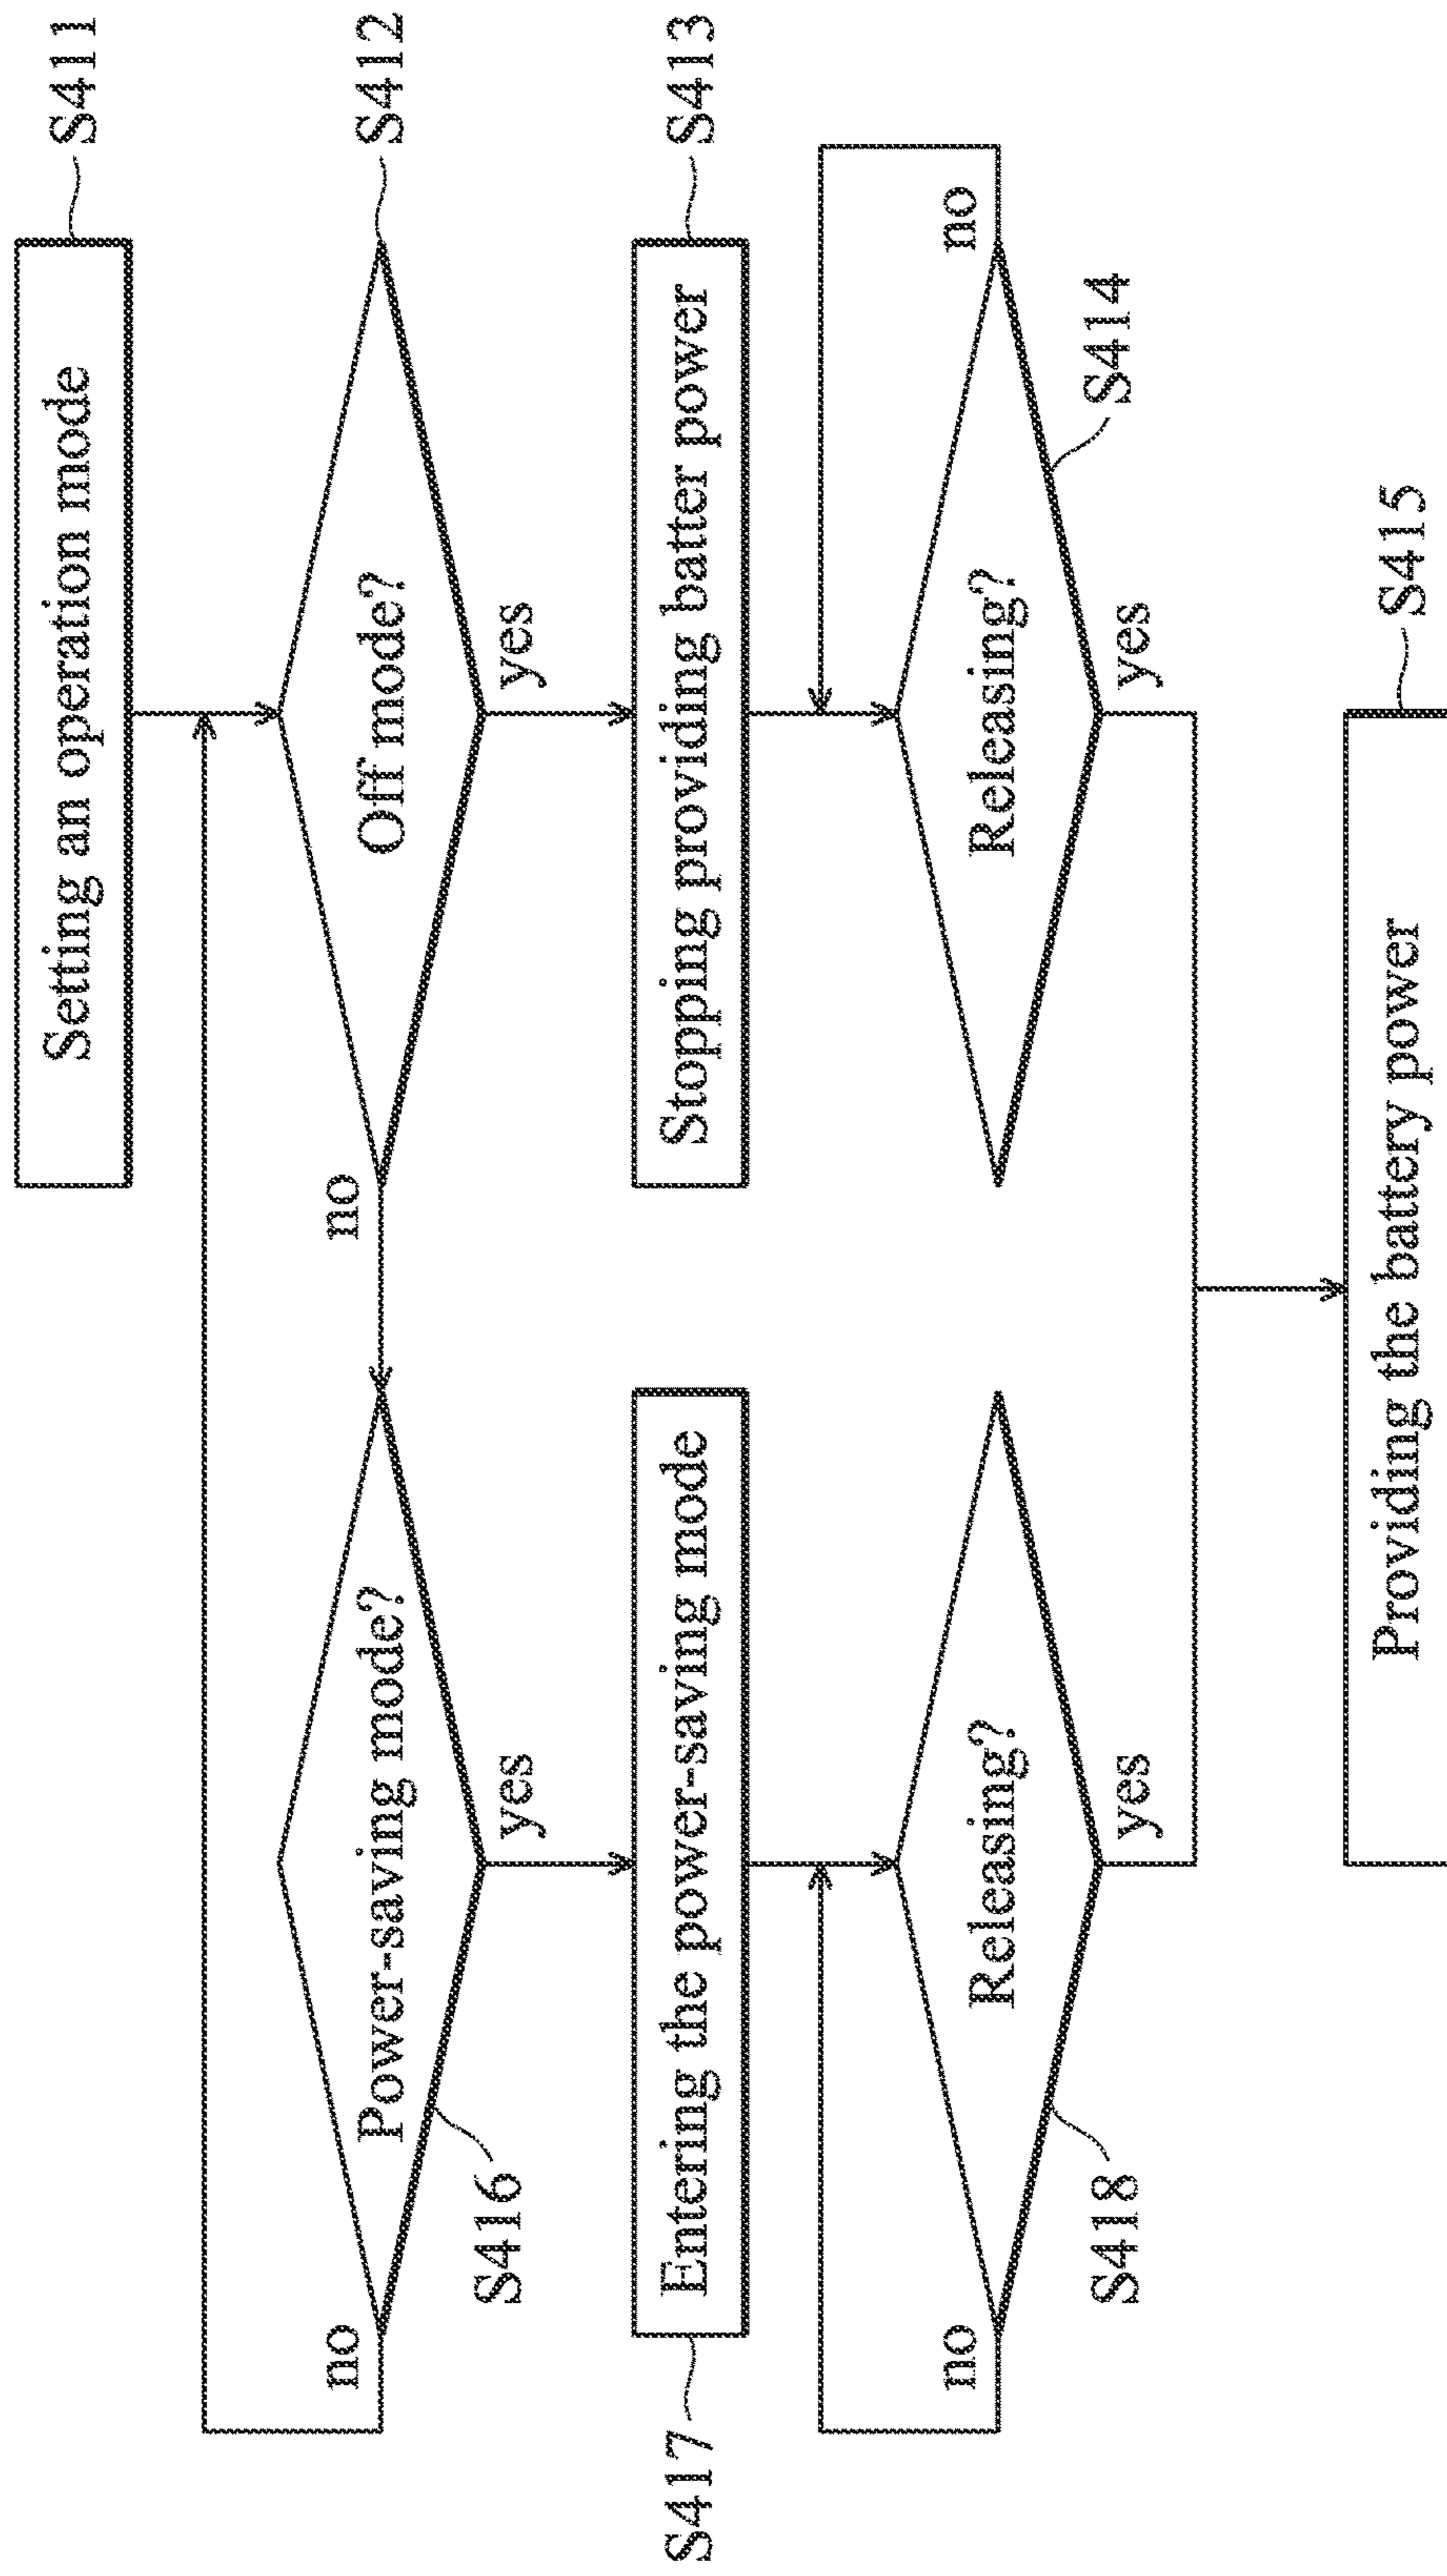 Setting an operation mode
S411
Off mode?
S412
no
yes
Power-saving mode?
S416
no
yes
Stopping providing batter power
S413
Entering the power-saving mode
S417
Releasing?
S414
no
yes
Releasing?
S418
no
yes
Providing the battery power
S415